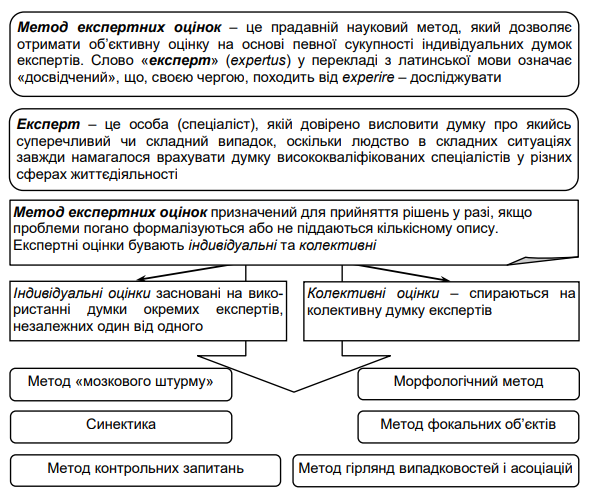 Метод експертних оцінок – це прадавній науковий метод, який дозволяє
отримати об’єктивну оцінку на основі певної сукупності індивідуальних думок
експертів. Слово «експерт» (expertus) у перекладі з латинської мови означає
«досвідчений», що, своєю чергою, походить від experire – досліджувати
Експерт – це особа (спеціаліст), якій довірено висловити думку про якийсь
суперечливий чи складний випадок, оскільки людство в складних ситуаціях
завжди намагалося врахувати думку висококваліфікованих спеціалістів у різних
сферах життєдіяльності
Метод експертних оцінок призначений для прийняття рішень у разі, якщо
проблеми погано формалізуються або не піддаються кількісному опису.
Експертні оцінки бувають індивідуальні та колективні
Індивідуальні оцінки засновані на вико-
ристанні думки окремих експертів,
незалежних один від одного
Колективні оцінки – спираються на
колективну думку експертів
Метод «мозкового штурму»
Морфологічний метод
Синектика
Метод фокальних об’єктів
Метод контрольних запитань
Метод гірлянд випадковостей і асоціацій